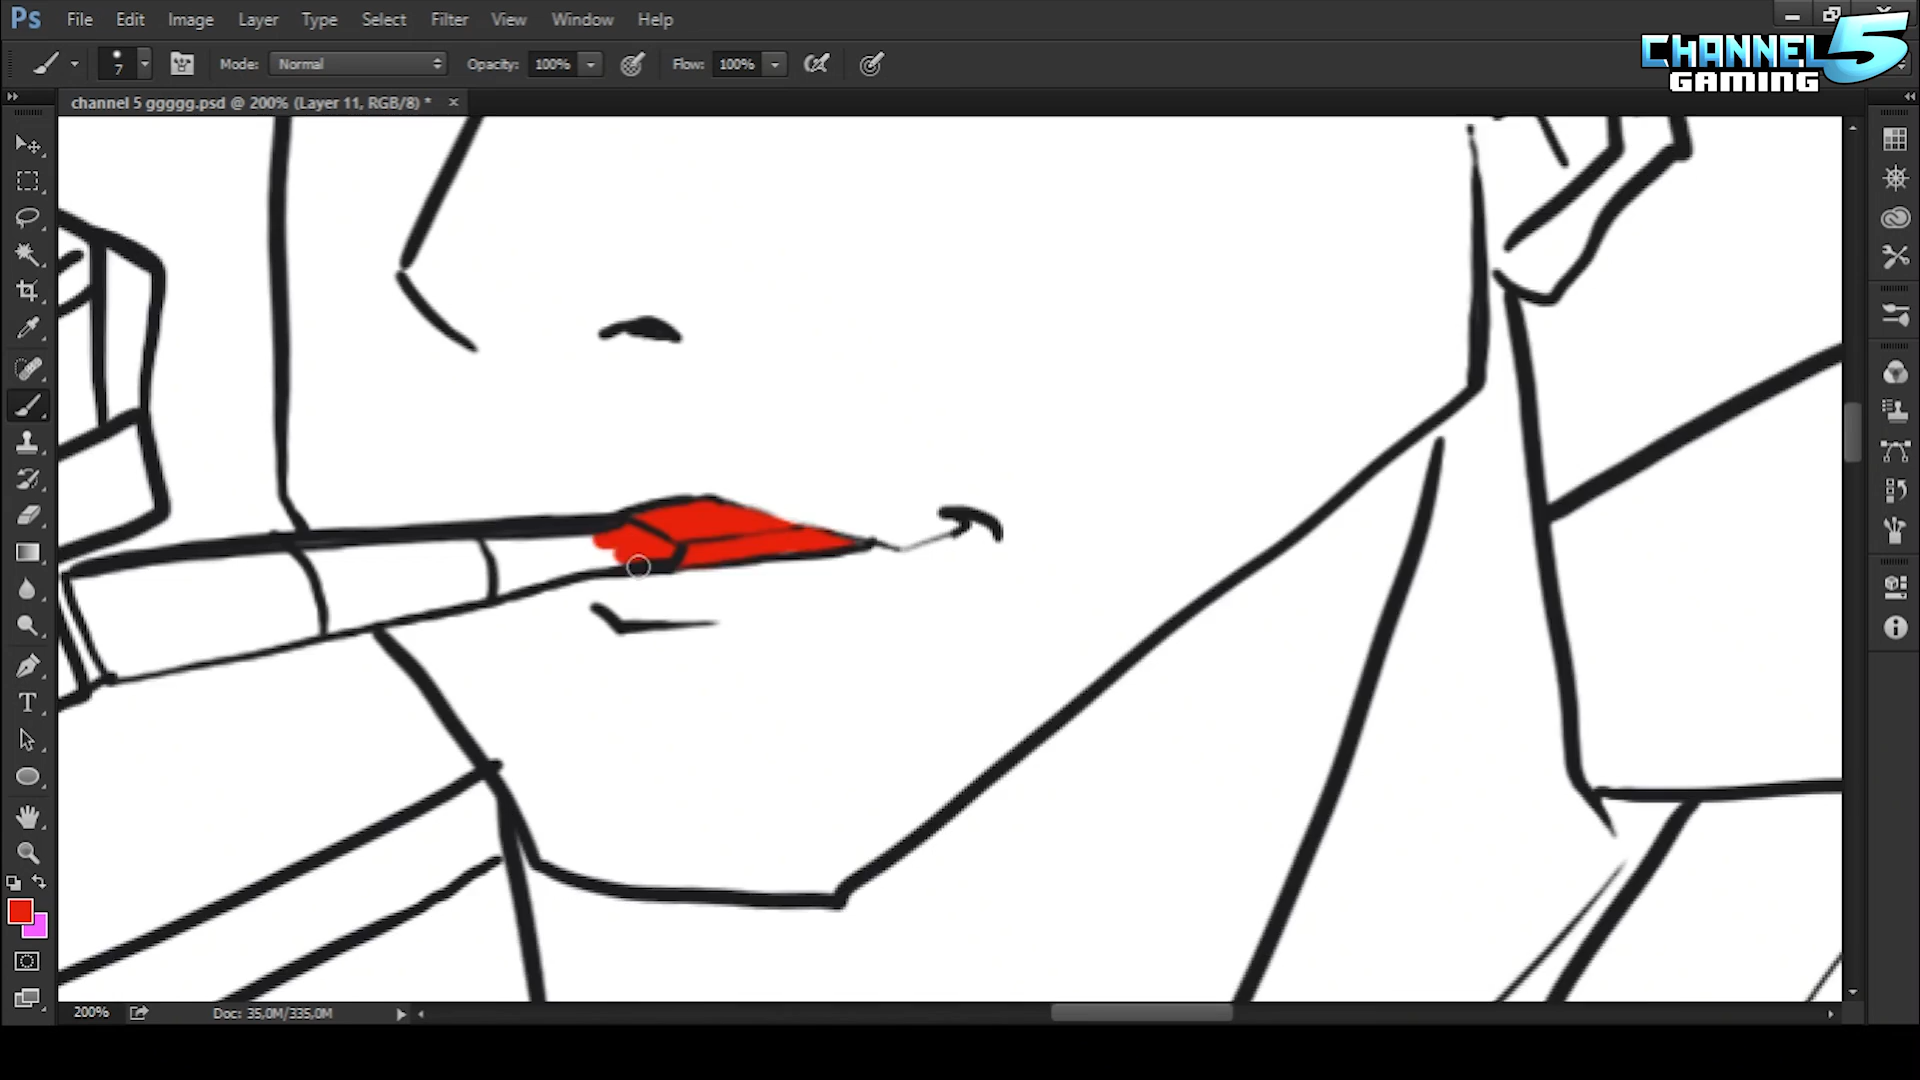 Ps File Edit Image Layer Type Select Filter View Window Help
7 Mode: Normal Opacity: 100% Flow: 100%
CHANNEL 5
GAMING
channel 5 ggggg.psd @ 200% (Layer 11, RGB/8) * ×
T
200% Doc: 35,0M/335,0M